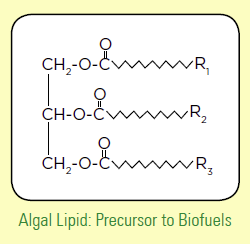 O
CH₂-O-C R₁
O
CH-O-C R₂
O
CH₂-O-C R₃
Algal Lipid: Precursor to Biofuels